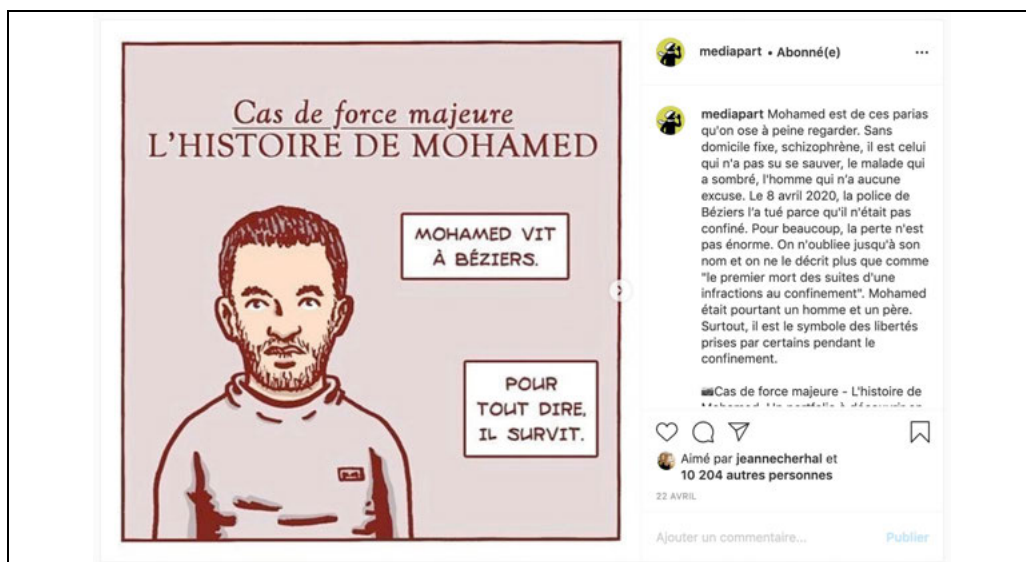 Cas de force majeure
L'HISTOIRE DE MOHAMED
MOHAMED VIT
À BÉZIERS.
POUR
TOUT DIRE,
IL SURVIT.
mediapart • Abonné(e)
mediapart Mohamed est de ces parias
qu'on ose à peine regarder. Sans
domicile fixe, schizophrène, il est celui
qui n'a pas su se sauver, le malade qui
a sombré, l'homme qui n'a aucune
excuse. Le 8 avril 2020, la police de
Béziers l'a tué parce qu'il n'était pas
confiné. Pour beaucoup, la perte n'est
pas énorme. On n'oubliee jusqu'à son
nom et on ne le décrit plus que comme
"le premier mort des suites d'une
infractions au confinement". Mohamed
était pourtant un homme et un père.
Surtout, il est le symbole des libertés
prises par certains pendant le
confinement.
Cas de force majeure - L'histoire de
Aimé par jeannecherhal et
10 204 autres personnes
22 AVRIL
Ajouter un commentaire...
Publier